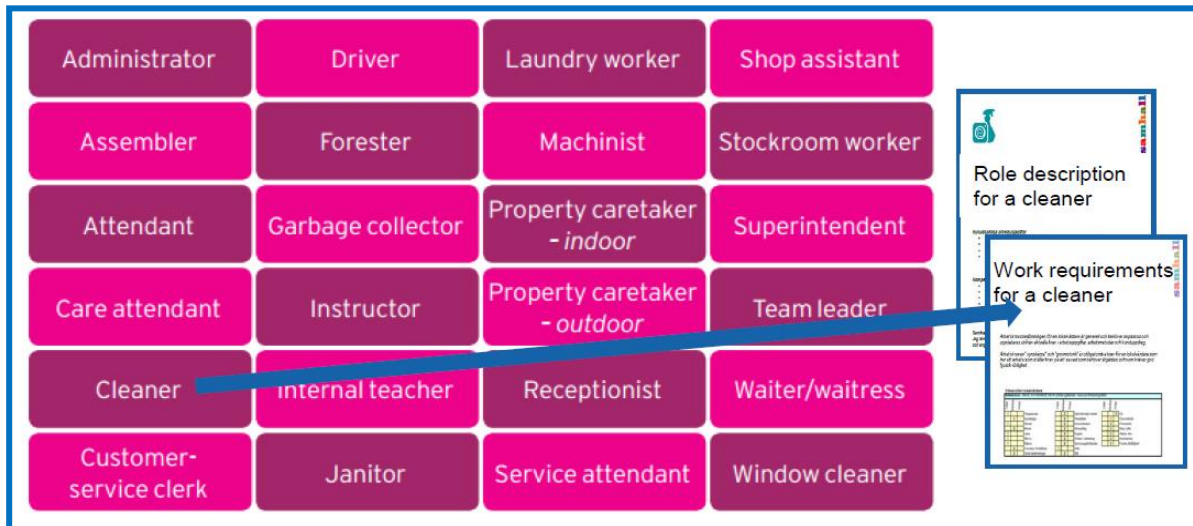 Administrator
Driver
Laundry worker
Shop assistant
Assembler
Forester
Machinist
Stockroom worker
Attendant
Garbage collector
Property caretaker
– indoor
Superintendent
Care attendant
Instructor
Property caretaker
– outdoor
Team leader
Cleaner
Internal teacher
Receptionist
Waiter/waitress
Customer-
service clerk
Janitor
Service attendant
Window cleaner
samhall
Role description
for a cleaner
samhall
Work requirements
for a cleaner